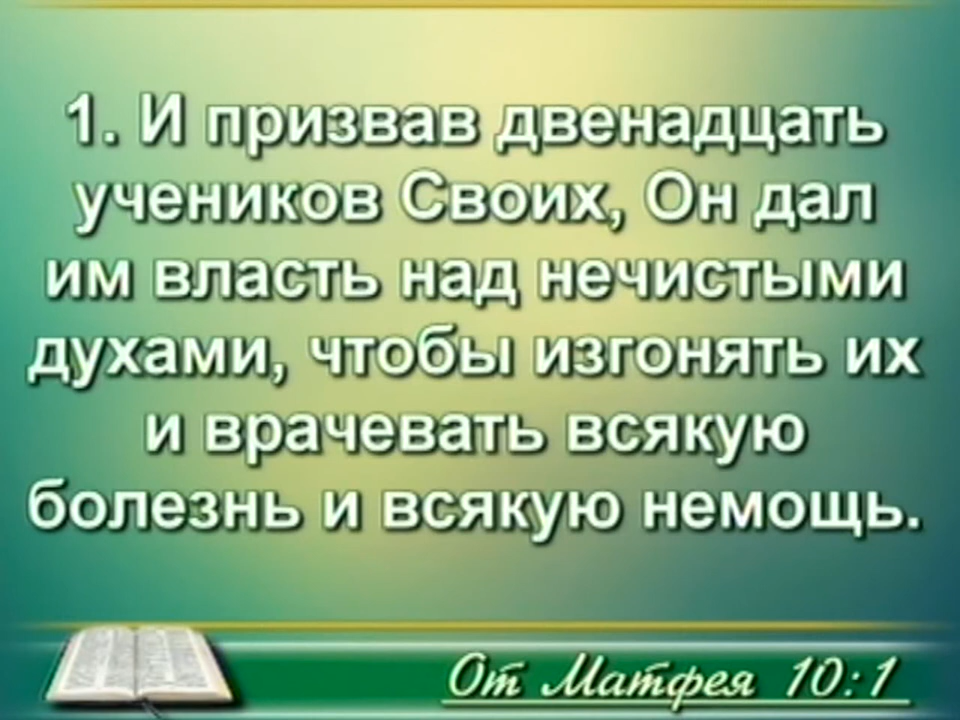 1. И призвав двенадцать
учеников Своих, Он дал
им власть над нечистыми
духами, чтобы изгонять их
и врачевать всякую
болезнь и всякую немощь.
От Матфея 10:1